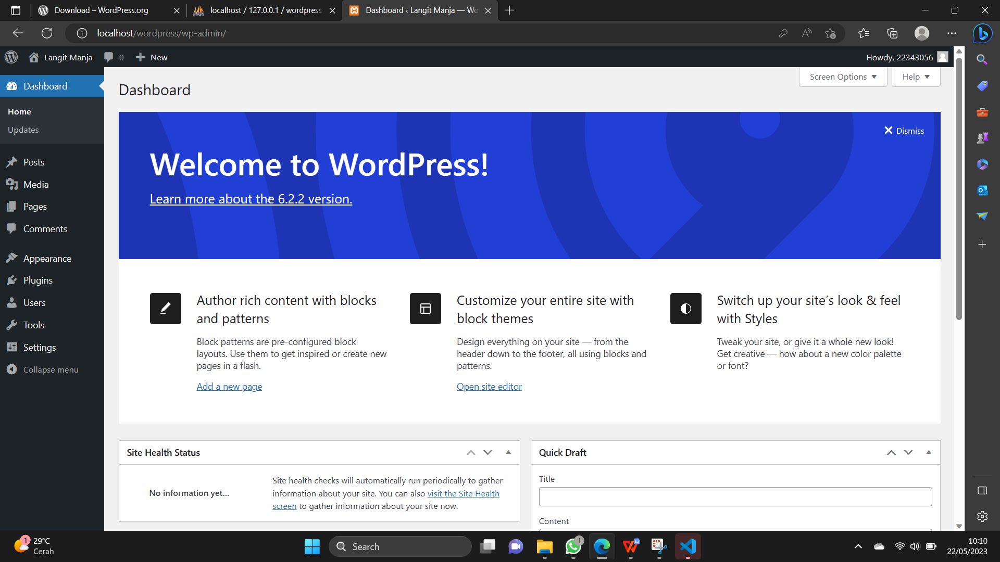 Download – WordPress.org
localhost / 127.0.0.1 / wordpress
Dashboard ‹ Langit Manja — Wo
localhost/wordpress/wp-admin/
Langit Manja
0
New
Howdy, 22343056
Screen Options
Help
Dashboard
Home
Updates
Posts
Media
Pages
Comments
Appearance
Plugins
Users
Tools
Settings
Collapse menu
Dashboard
Dismiss
Welcome to WordPress!
Learn more about the 6.2.2 version.
Author rich content with blocks
and patterns
Block patterns are pre-configured block
layouts. Use them to get inspired or create new
pages in a flash.
Add a new page
Customize your entire site with
block themes
Design everything on your site — from the
header down to the footer, all using blocks and
patterns.
Open site editor
Switch up your site’s look & feel
with Styles
Tweak your site, or give it a whole new look!
Get creative — how about a new color palette
or font?
Site Health Status
No information yet...
Site health checks will automatically run periodically to gather
information about your site. You can also visit the Site Health
screen to gather information about your site now.
Quick Draft
Title
Content
1
29°C
Cerah
Search
1
10:10
22/05/2023